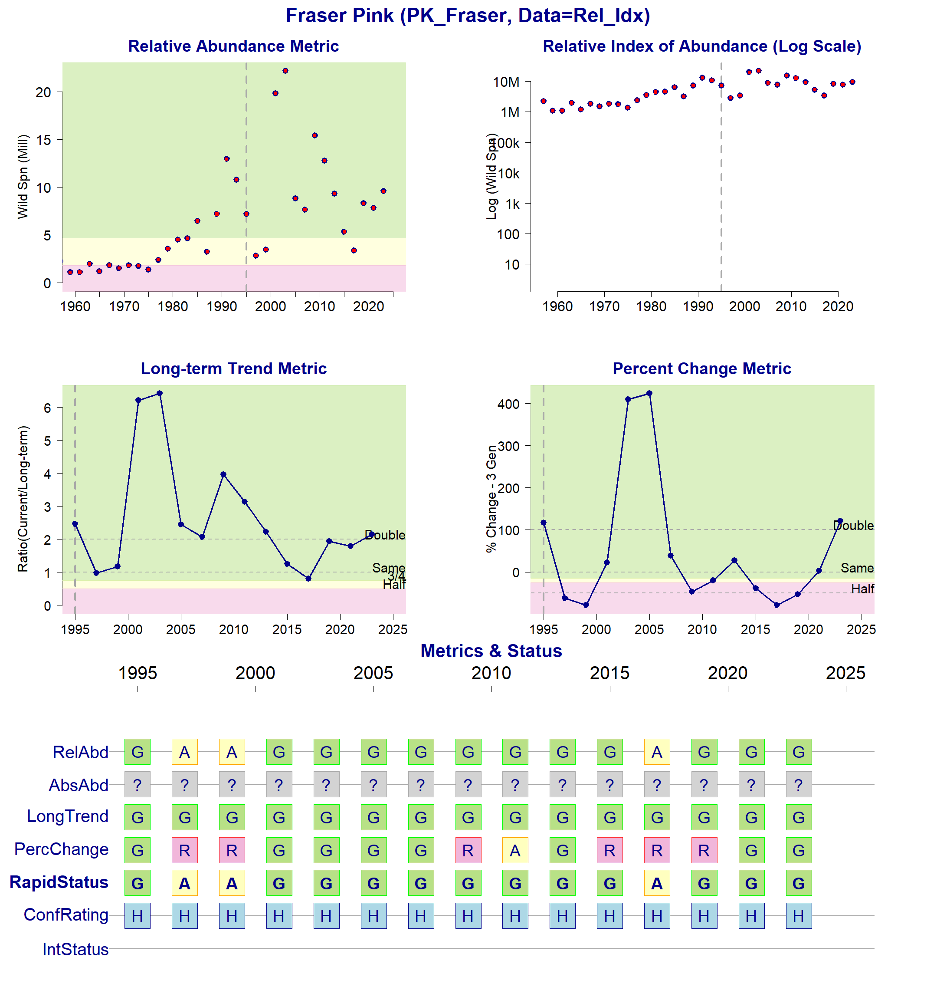 Fraser Pink (PK_Fraser, Data=Rel_Idx)
Relative Abundance Metric
Wild Spn (Mill)
20
15
10
5
0
1960 1970 1980 1990 2000 2010 2020
Relative Index of Abundance (Log Scale)
Log (Wild Spn)
10M
1M
100k
10k
1k
100
10
1960 1970 1980 1990 2000 2010 2020
Long-term Trend Metric
Ratio(Current/Long-term)
6
5
4
3
2
1
0
Double
Same
3/4
Half
1995 2000 2005 2010 2015 2020 2025
Percent Change Metric
% Change - 3 Gen
400
300
200
100
0
Double
Same
Half
1995 2000 2005 2010 2015 2020 2025
Metrics & Status
1995 2000 2005 2010 2015 2020 2025
RelAbd G A A G G G G G G G G A G G G
AbsAbd ? ? ? ? ? ? ? ? ? ? ? ? ? ? ?
LongTrend G G G G G G G G G G G G G G G
PercChange G R R G G G G R A G R R R G G
RapidStatus G A A G G G G G G G G A G G G
ConfRating H H H H H H H H H H H H H H H
IntStatus